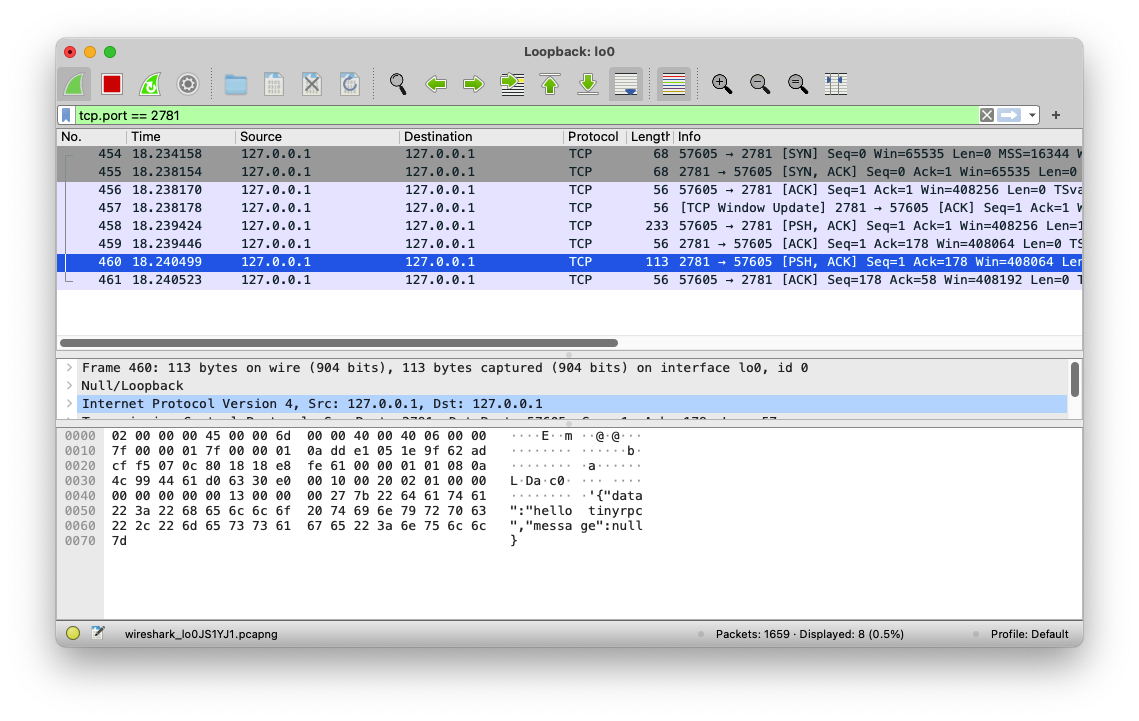 Loopback: lo0
tcp.port == 2781
No. Time Source Destination Protocol Length Info
454 18.234158 127.0.0.1 127.0.0.1 TCP 68 57605 → 2781 [SYN] Seq=0 Win=65535 Len=0 MSS=16344 W
455 18.238154 127.0.0.1 127.0.0.1 TCP 68 2781 → 57605 [SYN, ACK] Seq=0 Ack=1 Win=65535 Len=0
456 18.238170 127.0.0.1 127.0.0.1 TCP 56 57605 → 2781 [ACK] Seq=1 Ack=1 Win=408256 Len=0 TSva
457 18.238178 127.0.0.1 127.0.0.1 TCP 56 [TCP Window Update] 2781 → 57605 [ACK] Seq=1 Ack=1 W
458 18.239424 127.0.0.1 127.0.0.1 TCP 233 57605 → 2781 [PSH, ACK] Seq=1 Ack=1 Win=408256 Len=1
459 18.239446 127.0.0.1 127.0.0.1 TCP 56 2781 → 57605 [ACK] Seq=1 Ack=178 Win=408064 Len=0 TS
460 18.240499 127.0.0.1 127.0.0.1 TCP 113 2781 → 57605 [PSH, ACK] Seq=1 Ack=178 Win=408064 Len
461 18.240523 127.0.0.1 127.0.0.1 TCP 56 57605 → 2781 [ACK] Seq=178 Ack=58 Win=408192 Len=0 T
Frame 460: 113 bytes on wire (904 bits), 113 bytes captured (904 bits) on interface lo0, id 0
Null/Loopback
Internet Protocol Version 4, Src: 127.0.0.1, Dst: 127.0.0.1
0000 02 00 00 00 45 00 00 6d 00 00 40 00 40 06 00 00 ····E··m ··@·@···
0010 7f 00 00 01 7f 00 00 01 0a dd e1 05 1e 9f 62 ad ········ ······b·
0020 cf f5 07 0c 80 18 18 e8 fe 61 00 00 01 01 08 0a ········ ·a······
0030 4c 99 44 61 d0 63 30 e0 00 10 00 20 02 01 00 00 L·Da·c0· ··· ····
0040 00 00 00 00 00 13 00 00 00 27 7b 22 64 61 74 61 ········ ·'{"data
0050 22 3a 22 68 65 6c 6c 6f 20 74 69 6e 79 72 70 63 ":"hello tinyrpc
0060 22 2c 22 6d 65 73 73 61 67 65 22 3a 6e 75 6c 6c ","messa ge":null
0070 7d }
wireshark_lo0JS1YJ1.pcapng Packets: 1659 · Displayed: 8 (0.5%) Profile: Default